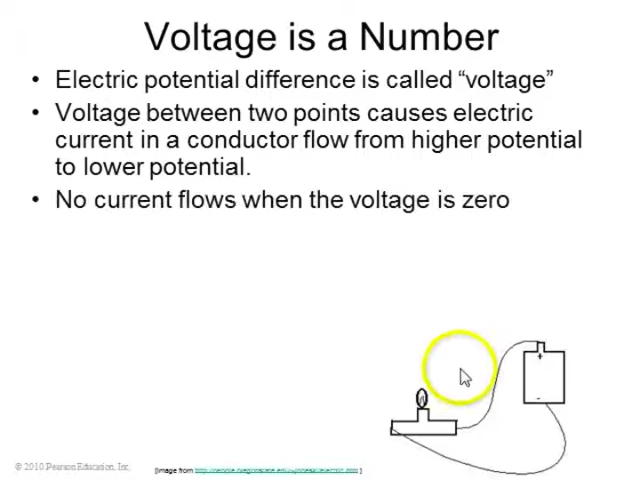 Voltage is a Number
• Electric potential difference is called “voltage”
• Voltage between two points causes electric
current in a conductor flow from higher potential
to lower potential.
• No current flows when the voltage is zero
+
-
© 2010 Pearson Education, Inc.
[image from
]